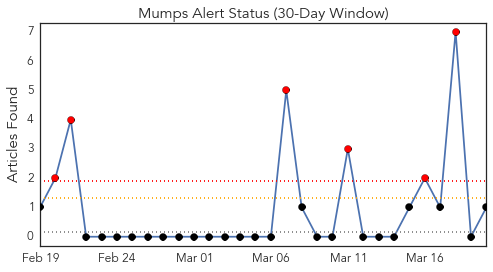 Mumps Alert Status (30-Day Window)
Articles Found
7
6
5
4
3
2
1
0
Feb 19 Feb 24 Mar 01 Mar 06 Mar 11 Mar 16